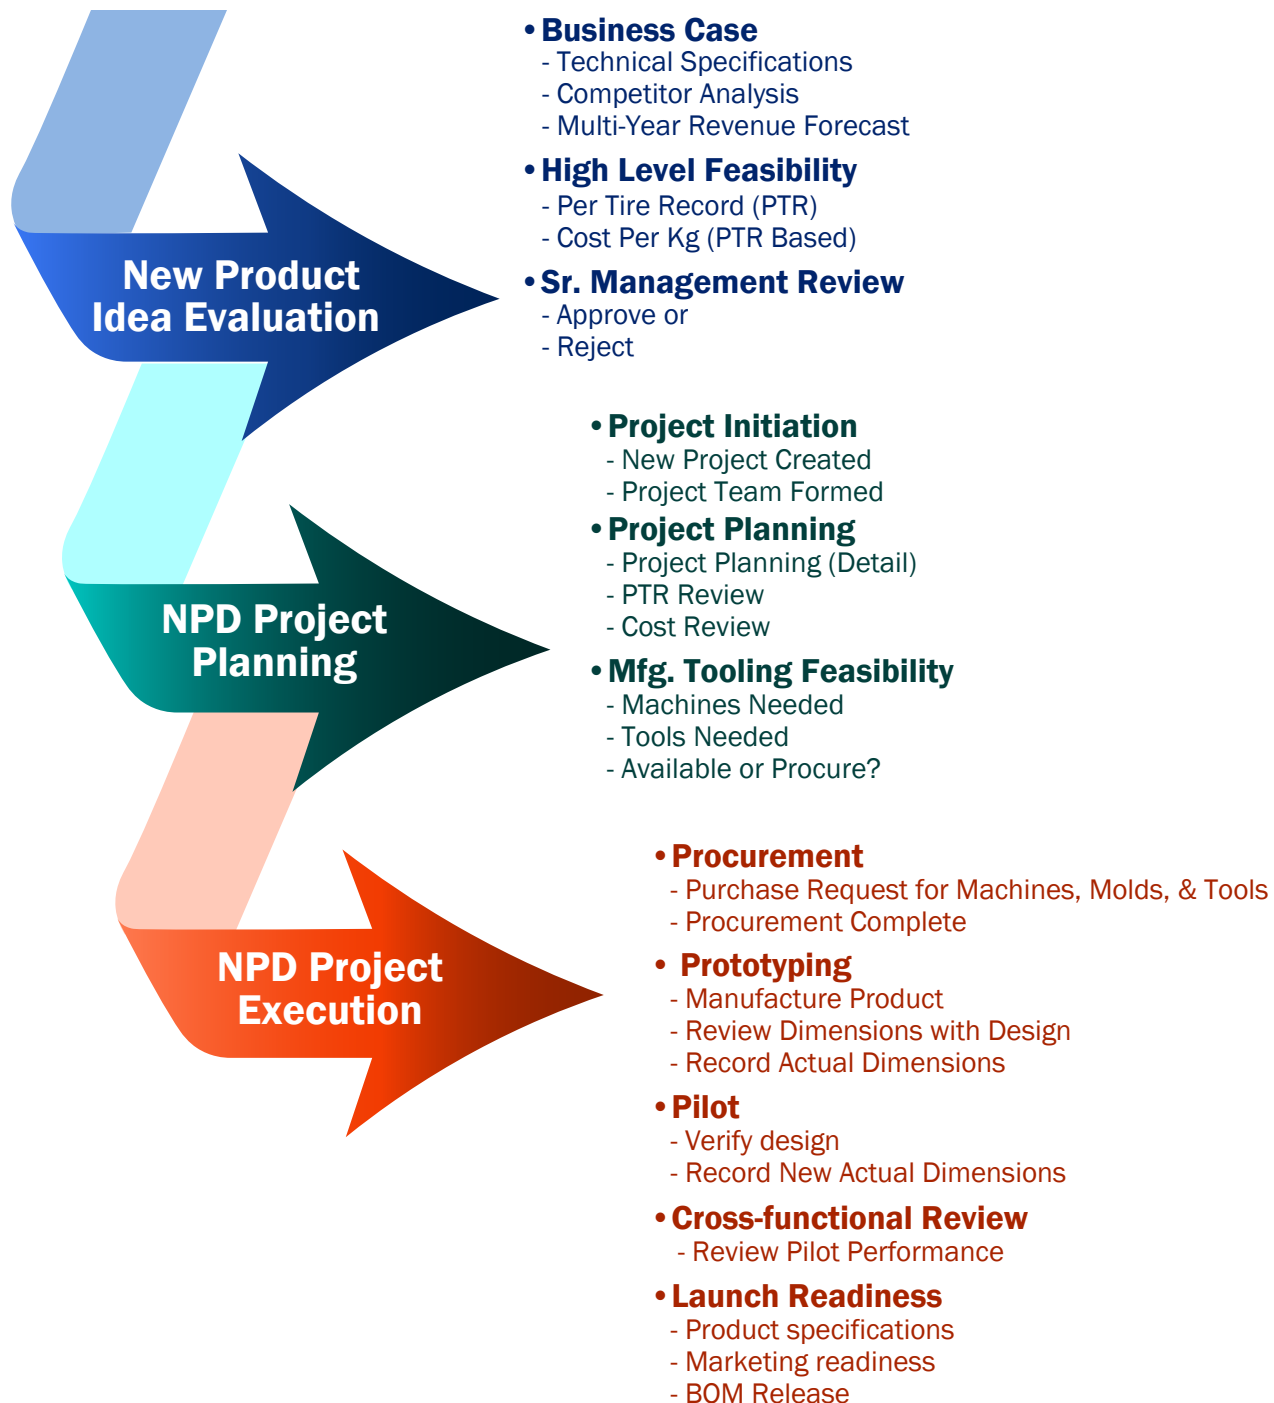 New Product
Idea Evaluation
•Business Case
- Technical Specifications
- Competitor Analysis
- Multi-Year Revenue Forecast
•High Level Feasibility
- Per Tire Record (PTR)
- Cost Per Kg (PTR Based)
•Sr. Management Review
- Approve or
- Reject
NPD Project
Planning
•Project Initiation
- New Project Created
- Project Team Formed
•Project Planning
- Project Planning (Detail)
- PTR Review
- Cost Review
•Mfg. Tooling Feasibility
- Machines Needed
- Tools Needed
- Available or Procure?
NPD Project
Execution
•Procurement
- Purchase Request for Machines, Molds, & Tools
- Procurement Complete
• Prototyping
- Manufacture Product
- Review Dimensions with Design
- Record Actual Dimensions
•Pilot
- Verify design
- Record New Actual Dimensions
•Cross-functional Review
- Review Pilot Performance
•Launch Readiness
- Product specifications
- Marketing readiness
- BOM Release